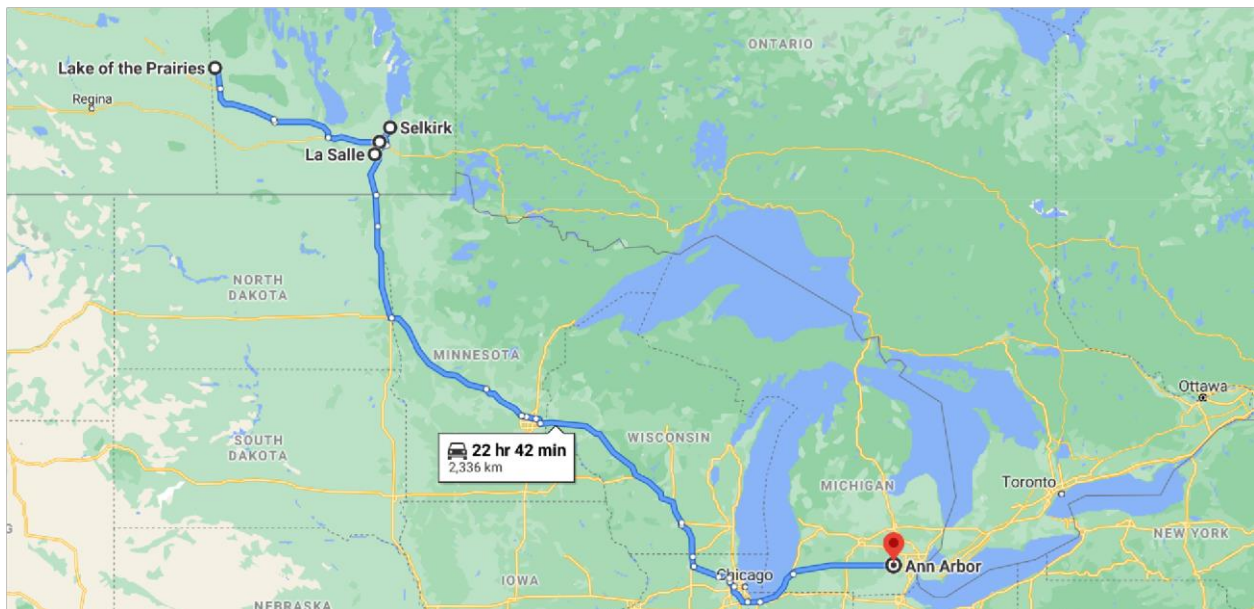 ONTARIO
Lake of the Prairies
Regina
Selkirk
La Salle
NORTH
DAKOTA
MINNESOTA
Ottawa
SOUTH
DAKOTA
WISCONSIN
22 hr 42 min
2,336 km
MICHIGAN
Toronto
NEW YORK
Chicago
Ann Arbor
IOWA
NEBRASKA